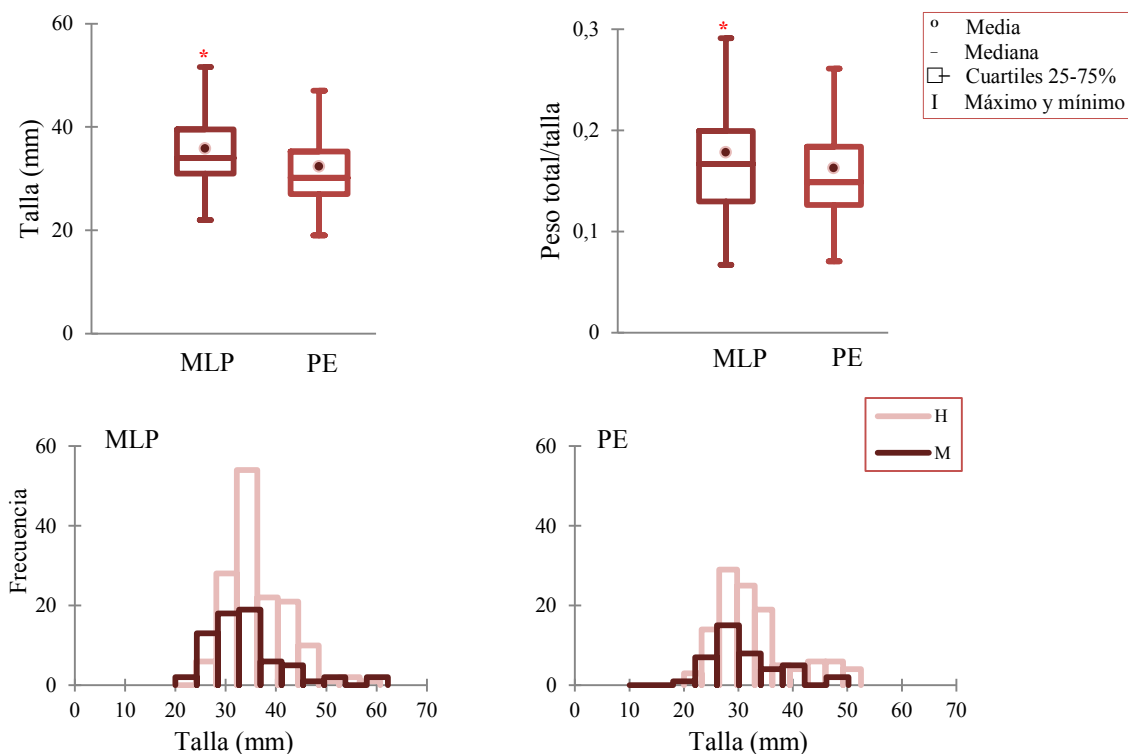 60
40
20
0
Talla (mm)
*
MLP
PE
0,3
0,2
0,1
0
Peso total/talla
*
MLP
PE
o Media
- Mediana
Cuartiles 25-75%
I Máximo y mínimo
MLP
60
40
20
0
Frecuencia
0 10 20 30 40 50 60 70
Talla (mm)
PE
60
40
20
0
0 10 20 30 40 50 60 70
Talla (mm)
H
M